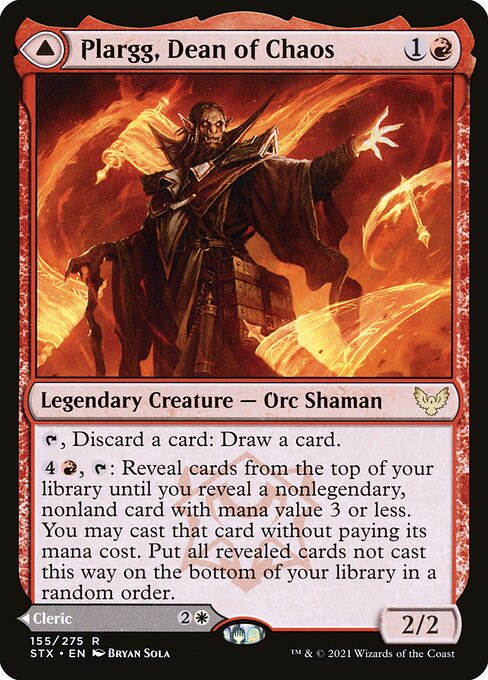 Plargg, Dean of Chaos 1
Legendary Creature — Orc Shaman
, Discard a card: Draw a card.
4 , : Reveal cards from the top of your
library until you reveal a nonlegendary,
nonland card with mana value 3 or less.
You may cast that card without paying its
mana cost. Put all revealed cards not cast
this way on the bottom of your library in a
random order.
Cleric 2
2/2
155/275 R
STX • EN Bryan Sola
™ & © 2021 Wizards of the Coast